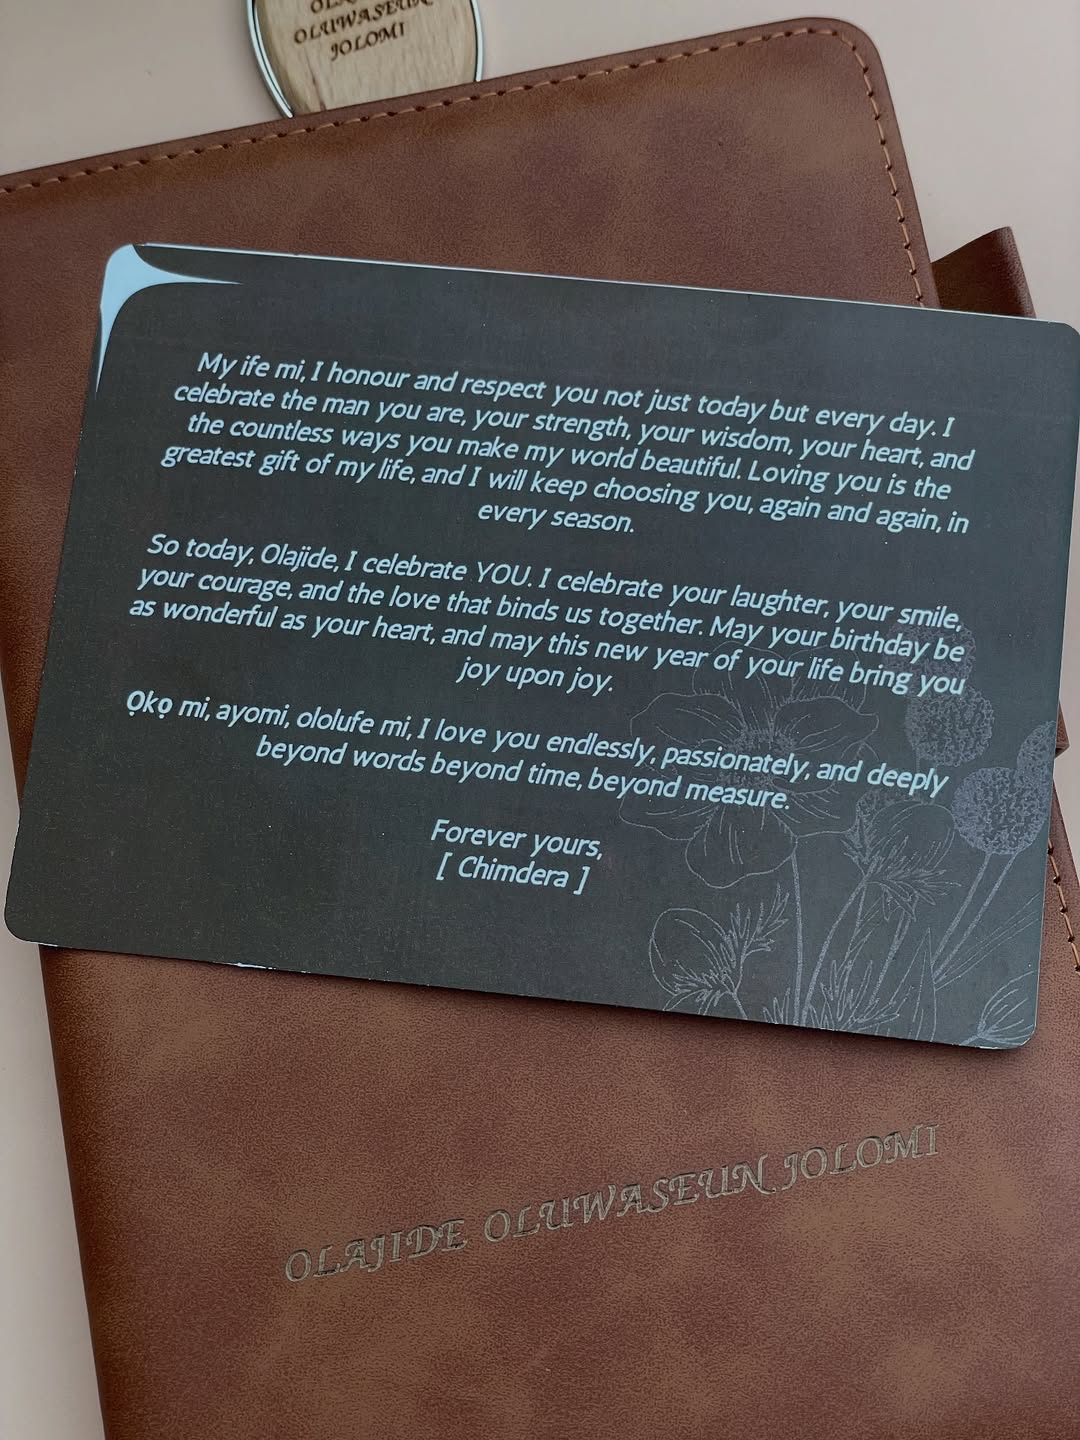 OLUWASEUN
JOLOMI
My ife mi, I honour and respect you not just today but every day. I
celebrate the man you are, your strength, your wisdom, your heart, and
the countless ways you make my world beautiful. Loving you is the
greatest gift of my life, and I will keep choosing you, again and again, in
every season.
So today, Olajide, I celebrate YOU. I celebrate your laughter, your smile,
your courage, and the love that binds us together. May your birthday be
as wonderful as your heart, and may this new year of your life bring you
joy upon joy.
Ọkọ mi, ayomi, ololufe mi, I love you endlessly, passionately, and deeply
beyond words beyond time, beyond measure.
Forever yours,
[ Chimdera ]
OLAJIDE OLUWASEUN JOLOMI